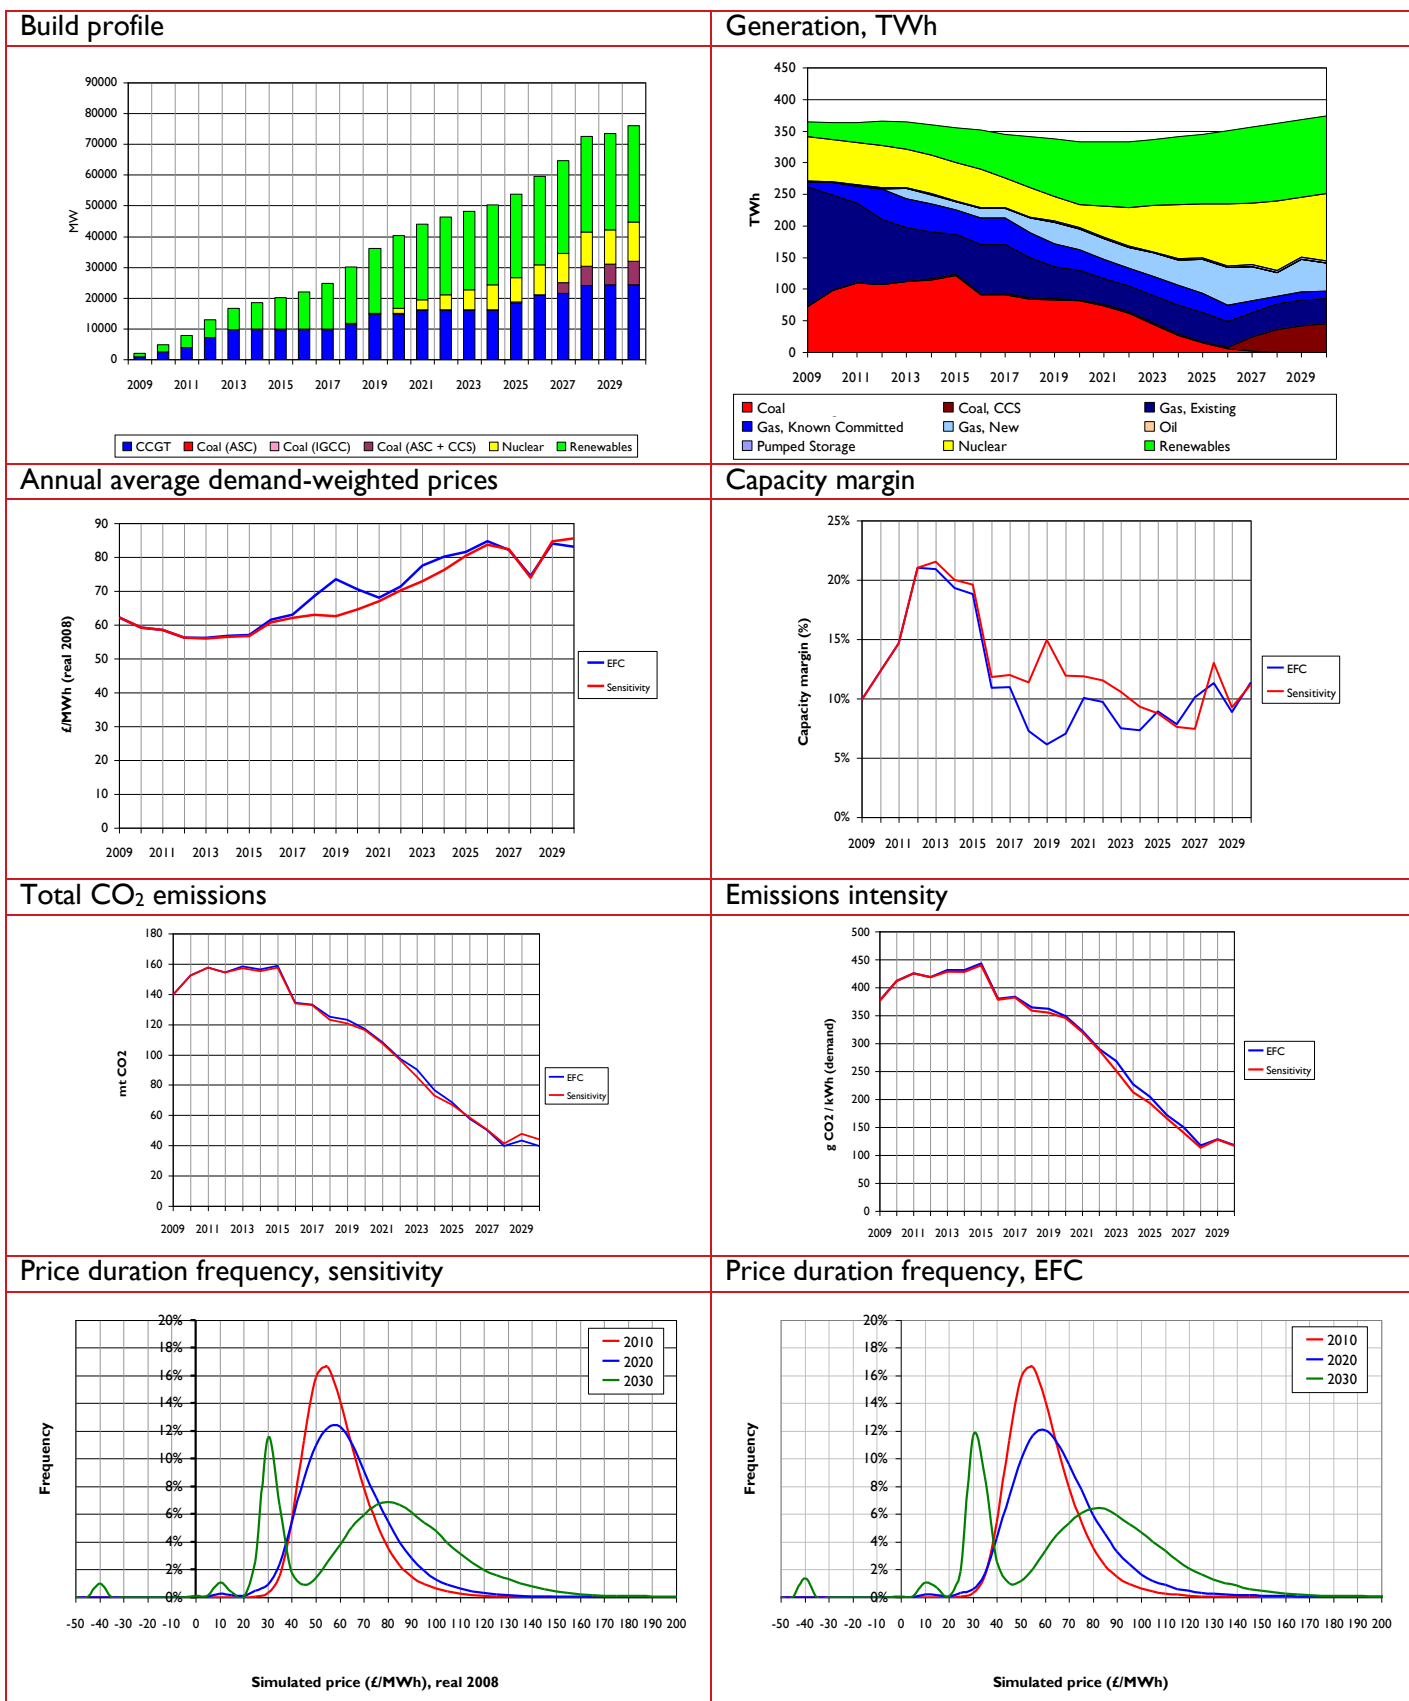 Build profile
Generation, TWh
90000
80000
70000
60000
50000
40000
30000
20000
10000
0
MW
2009 2011 2013 2015 2017 2019 2021 2023 2025 2027 2029
CCGT Coal (ASC) Coal (IGCC) Coal (ASC + CCS) Nuclear Renewables
450
400
350
300
250
200
150
100
50
0
TWh
2009 2011 2013 2015 2017 2019 2021 2023 2025 2027 2029
Coal Coal, CCS Gas, Existing
Gas, Known Committed Gas, New Oil
Pumped Storage Nuclear Renewables
Annual average demand-weighted prices
Capacity margin
90
80
70
60
50
40
30
20
10
0
£/MWh (real 2008)
2009 2011 2013 2015 2017 2019 2021 2023 2025 2027 2029
EFC
Sensitivity
25%
20%
15%
10%
5%
0%
Capacity margin (%)
2009 2011 2013 2015 2017 2019 2021 2023 2025 2027 2029
EFC
Sensitivity
Total CO2 emissions
Emissions intensity
180
160
140
120
100
80
60
40
20
0
mt CO2
2009 2011 2013 2015 2017 2019 2021 2023 2025 2027 2029
EFC
Sensitivity
500
450
400
350
300
250
200
150
100
50
0
g CO2 / kWh (demand)
2009 2011 2013 2015 2017 2019 2021 2023 2025 2027 2029
EFC
Sensitivity
Price duration frequency, sensitivity
Price duration frequency, EFC
20%
18%
16%
14%
12%
10%
8%
6%
4%
2%
0%
Frequency
2010
2020
2030
-50 -40 -30 -20 -10 0 10 20 30 40 50 60 70 80 90 100 110 120 130 140 150 160 170 180 190 200
Simulated price (£/MWh), real 2008
20%
18%
16%
14%
12%
10%
8%
6%
4%
2%
0%
Frequency
2010
2020
2030
-50 -40 -30 -20 -10 0 10 20 30 40 50 60 70 80 90 100 110 120 130 140 150 160 170 180 190 200
Simulated price (£/MWh)